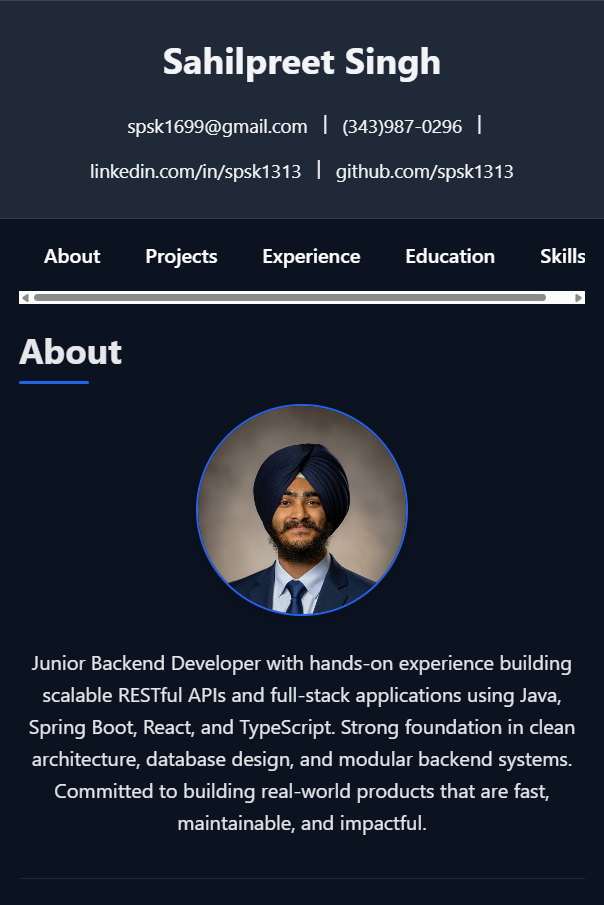 Sahilpreet Singh
spsk1699@gmail.com | (343)987-0296 |
linkedin.com/in/spsk1313 | github.com/spsk1313
About Projects Experience Education Skills
About
Junior Backend Developer with hands-on experience building
scalable RESTful APIs and full-stack applications using Java,
Spring Boot, React, and TypeScript. Strong foundation in clean
architecture, database design, and modular backend systems.
Committed to building real-world products that are fast,
maintainable, and impactful.